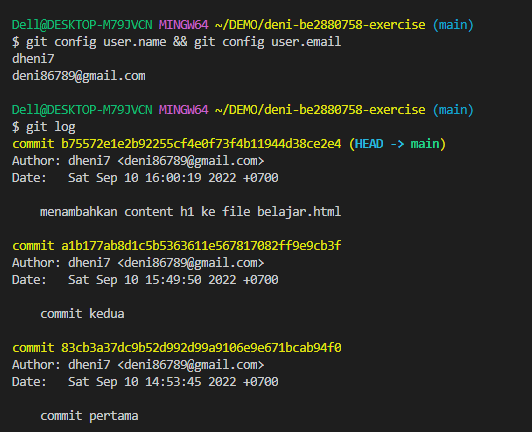 Dell@DESKTOP-M79JVCN MINGW64 ~/DEMO/deni-be2880758-exercise (main)
$ git config user.name && git config user.email
dheni7
deni86789@gmail.com
Dell@DESKTOP-M79JVCN MINGW64 ~/DEMO/deni-be2880758-exercise (main)
$ git log
commit b75572e1e2b92255cf4e0f73f4b11944d38ce2e4 (HEAD -> main)
Author: dheni7 <deni86789@gmail.com>
Date:   Sat Sep 10 16:00:19 2022 +0700
menambahkan content h1 ke file belajar.html
commit a1b177ab8d1c5b5363611e567817082ff9e9cb3f
Author: dheni7 <deni86789@gmail.com>
Date:   Sat Sep 10 15:49:50 2022 +0700
commit kedua
commit 83cb3a37dc9b52d992d99a9106e9e671bcab94f0
Author: dheni7 <deni86789@gmail.com>
Date:   Sat Sep 10 14:53:45 2022 +0700
commit pertama